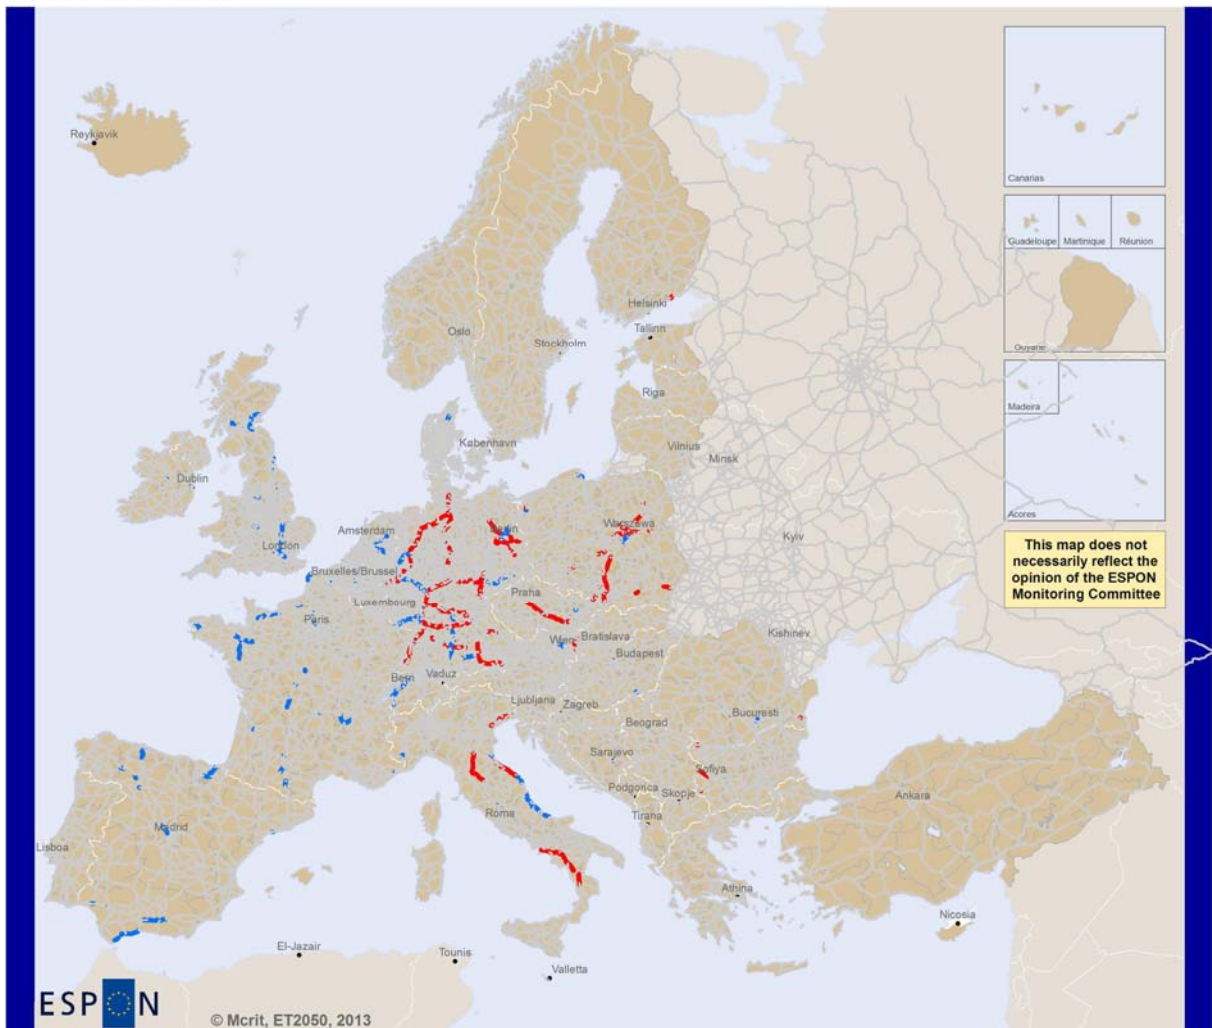 Reykjavik
Canarias
Guadeloupe
Martinique
Réunion
Guyane
Madeira
Acores
This map does not
necessarily reflect the
opinion of the ESPON
Monitoring Committee
Helsinki
Tallinn
Oslo
Stockholm
Riga
København
Vilnius
Minsk
Dublin
Amsterdam
Berlin
Warszawa
London
Kyiv
Bruxelles/Brussel
Praha
Luxembourg
Paris
Wien
Bratislava
Kishinev
Budapest
Bern
Vaduz
Ljubljana
Zagreb
Beograd
Bucuresti
Sarajevo
Sofiya
Podgorica
Skopje
Ankara
Roma
Tirana
Madrid
Lisboa
Athina
Nicosia
El-Jazair
Tounis
Valletta
ESPON
© Mcrit, ET2050, 2013